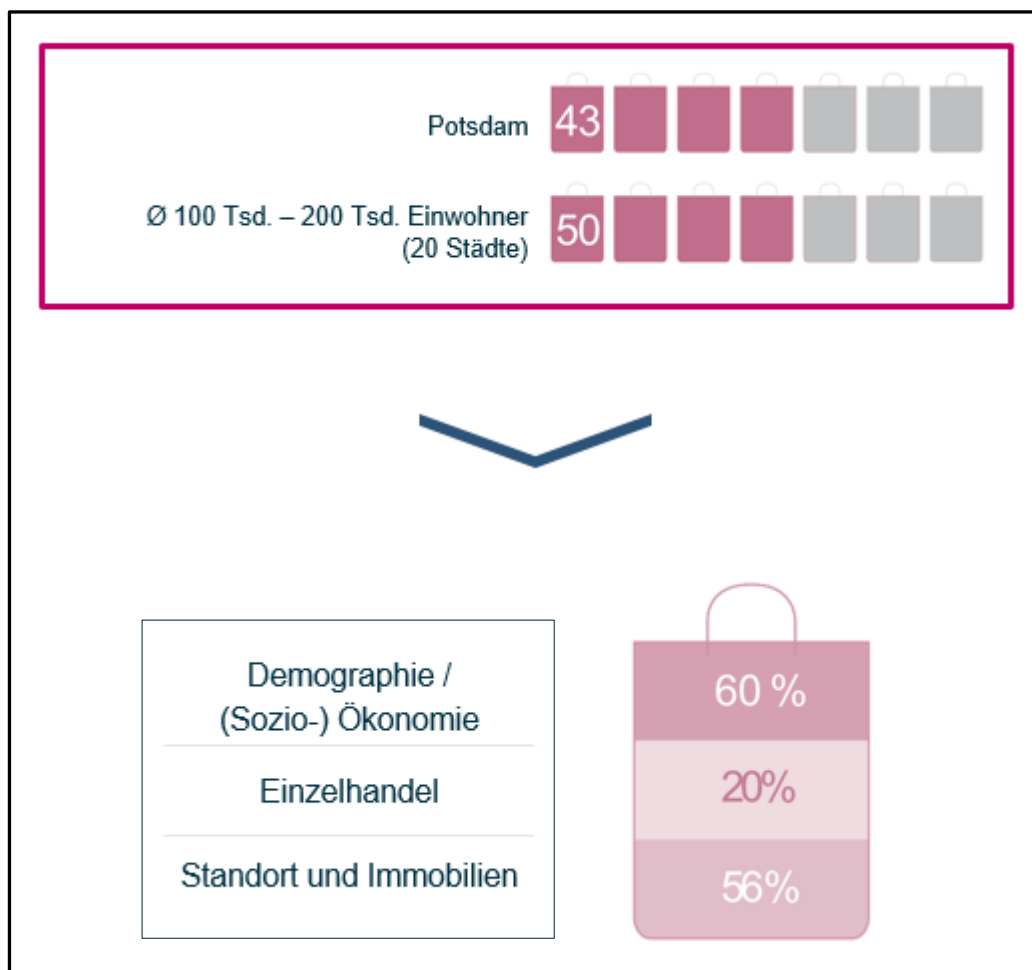 Potsdam
43
Ø 100 Tsd. – 200 Tsd. Einwohner
(20 Städte)
50
Demographie /
(Sozio-) Ökonomie
60 %
Einzelhandel
20%
Standort und Immobilien
56%